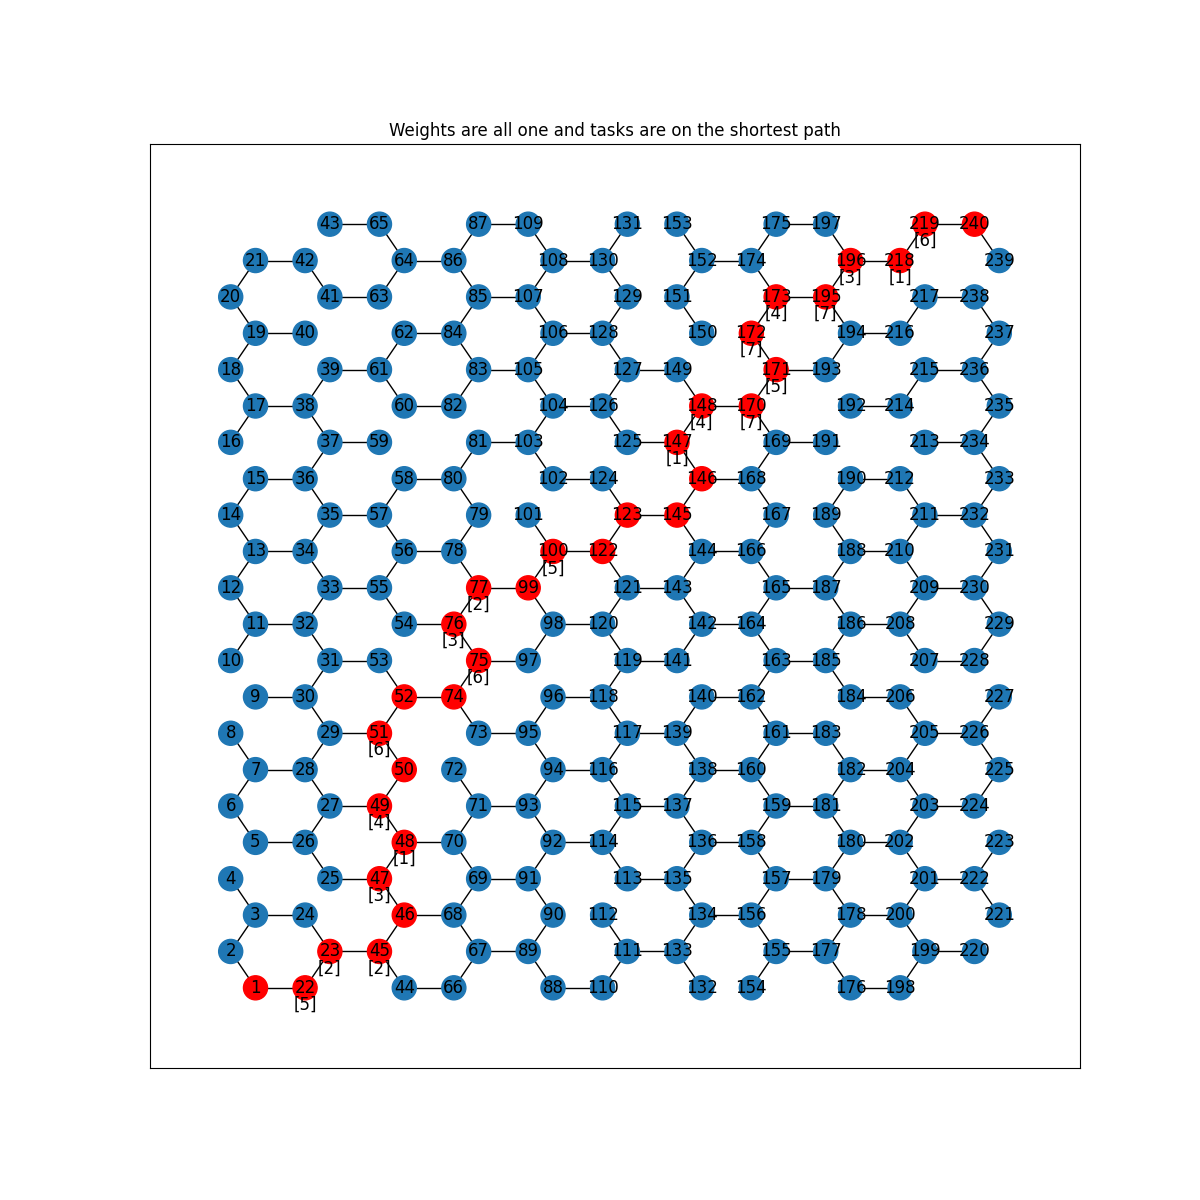 Weights are all one and tasks are on the shortest path
43 65 87 109 131 153 175 197 219 240
[6]
21 42 64 86 108 130 152 174 196 218 239
[3] [1]
20 41 63 85 107 129 151 173 195 217 238
[4] [7]
19 40 62 84 106 128 150 172 194 216 237
[7]
18 39 61 83 105 127 149 171 193 215 236
[5]
17 38 60 82 104 126 148 170 192 214 235
[4] [7]
16 37 59 81 103 125 147 169 191 213 234
[1]
15 36 58 80 102 124 146 168 190 212 233
14 35 57 79 101 123 145 167 189 211 232
13 34 56 78 100 122 144 166 188 210 231
[5]
12 33 55 77 99 121 143 165 187 209 230
[2]
11 32 54 76 98 120 142 164 186 208 229
[3]
10 31 53 75 97 119 141 163 185 207 228
[6]
9 30 52 74 96 118 140 162 184 206 227
8 29 51 73 95 117 139 161 183 205 226
[6]
7 28 50 72 94 116 138 160 182 204 225
6 27 49 71 93 115 137 159 181 203 224
[4]
5 26 48 70 92 114 136 158 180 202 223
[1]
4 25 47 69 91 113 135 157 179 201 222
[3]
3 24 46 68 90 112 134 156 178 200 221
2 23 45 67 89 111 133 155 177 199 220
[2] [2]
1 22 44 66 88 110 132 154 176 198
[5]